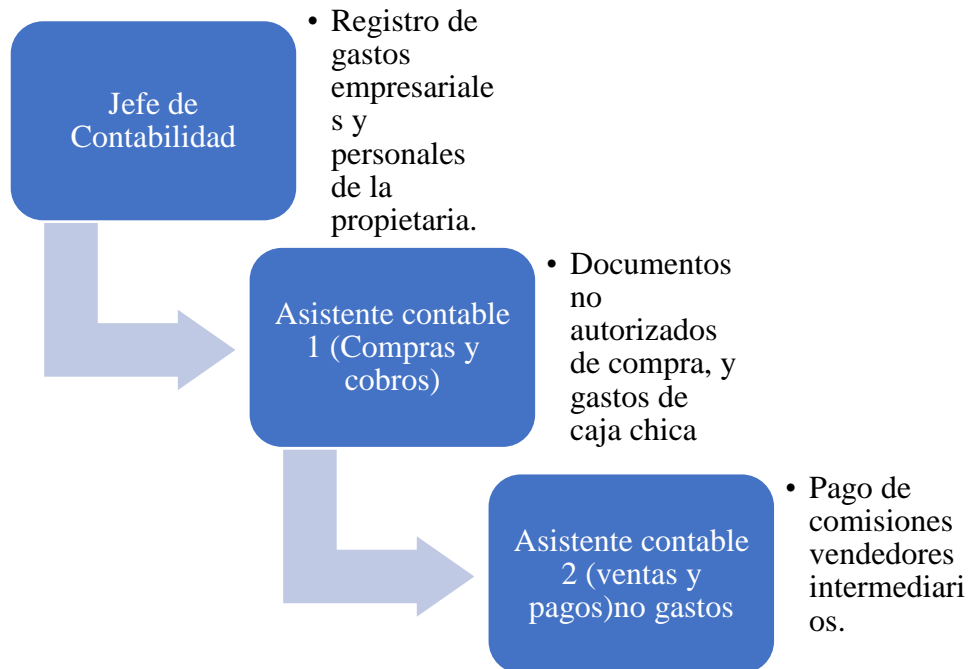 Jefe de
Contabilidad
• Registro de
gastos
empresariale
s y
personales
de la
propietaria.
Asistente contable
1 (Compras y
cobros)
• Documentos
no
autorizados
de compra, y
gastos de
caja chica
Asistente contable
2 (ventas y
pagos)no gastos
• Pago de
comisiones
vendedores
intermediari
os.